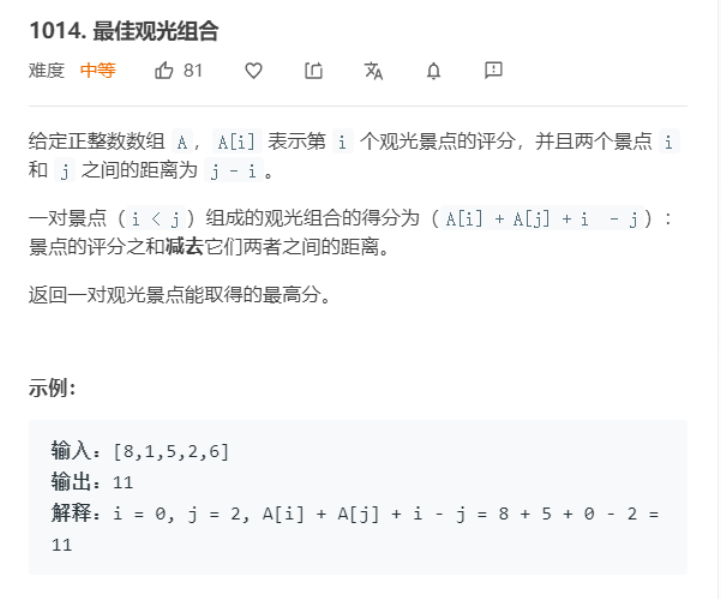 1014. 最佳观光组合
难度 中等 81
给定正整数数组 A，A[i] 表示第 i 个观光景点的评分，并且两个景点 i
和 j 之间的距离为 j - i。
一对景点（i < j）组成的观光组合的得分为（A[i] + A[j] + i - j）：
景点的评分之和减去它们两者之间的距离。
返回一对观光景点能取得的最高分。
示例：
输入：[8,1,5,2,6]
输出：11
解释：i = 0, j = 2, A[i] + A[j] + i - j = 8 + 5 + 0 - 2 =
11